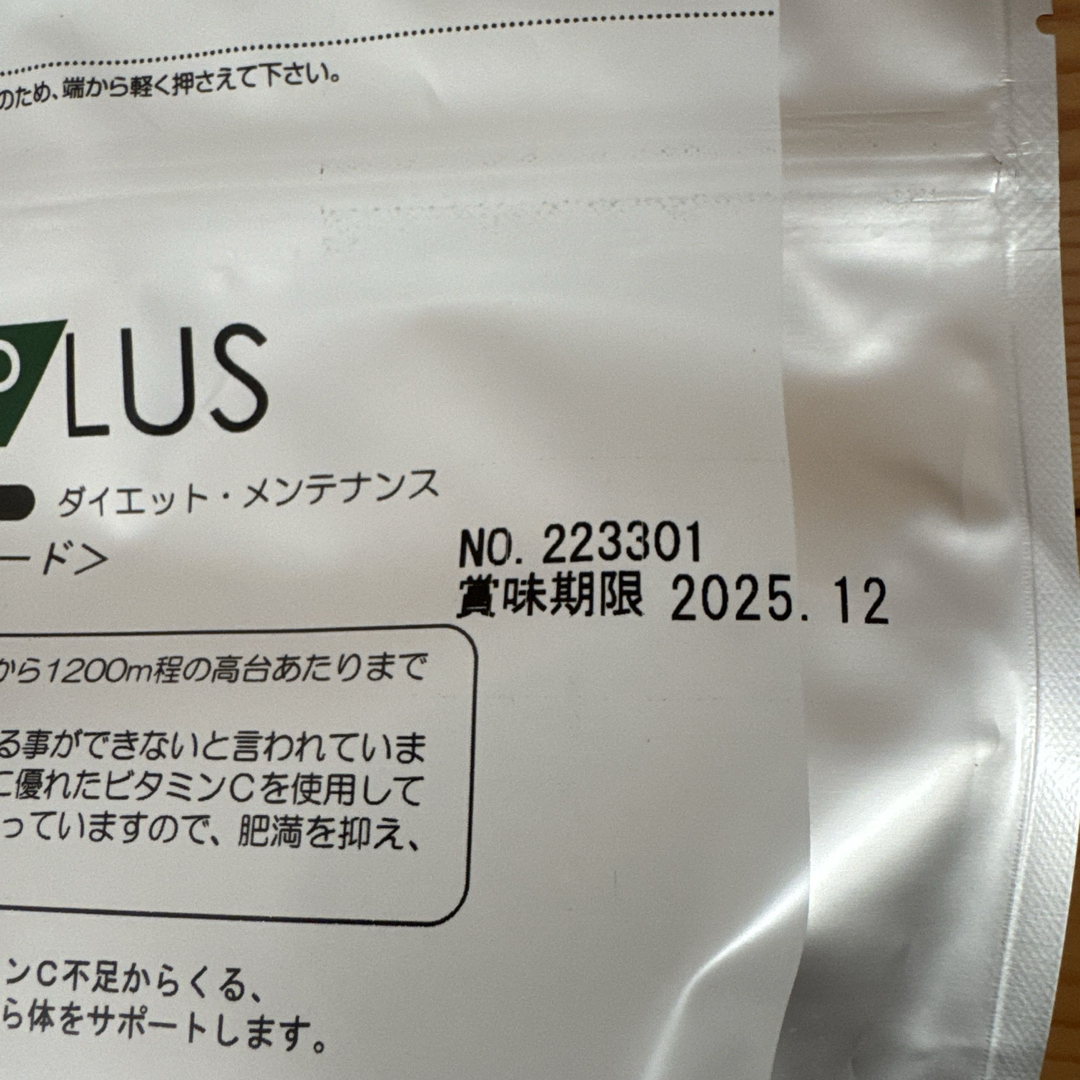 のため、端から軽く押さえて下さい。
PLUS
ダイエット・メンテナンス
ード＞
NO. 223301
賞味期限 2025.12
から1200m程の高台あたりまで
る事ができないと言われていま
に優れたビタミンCを使用して
っていますので、肥満を抑え、
ンC不足からくる、
ら体をサポートします。